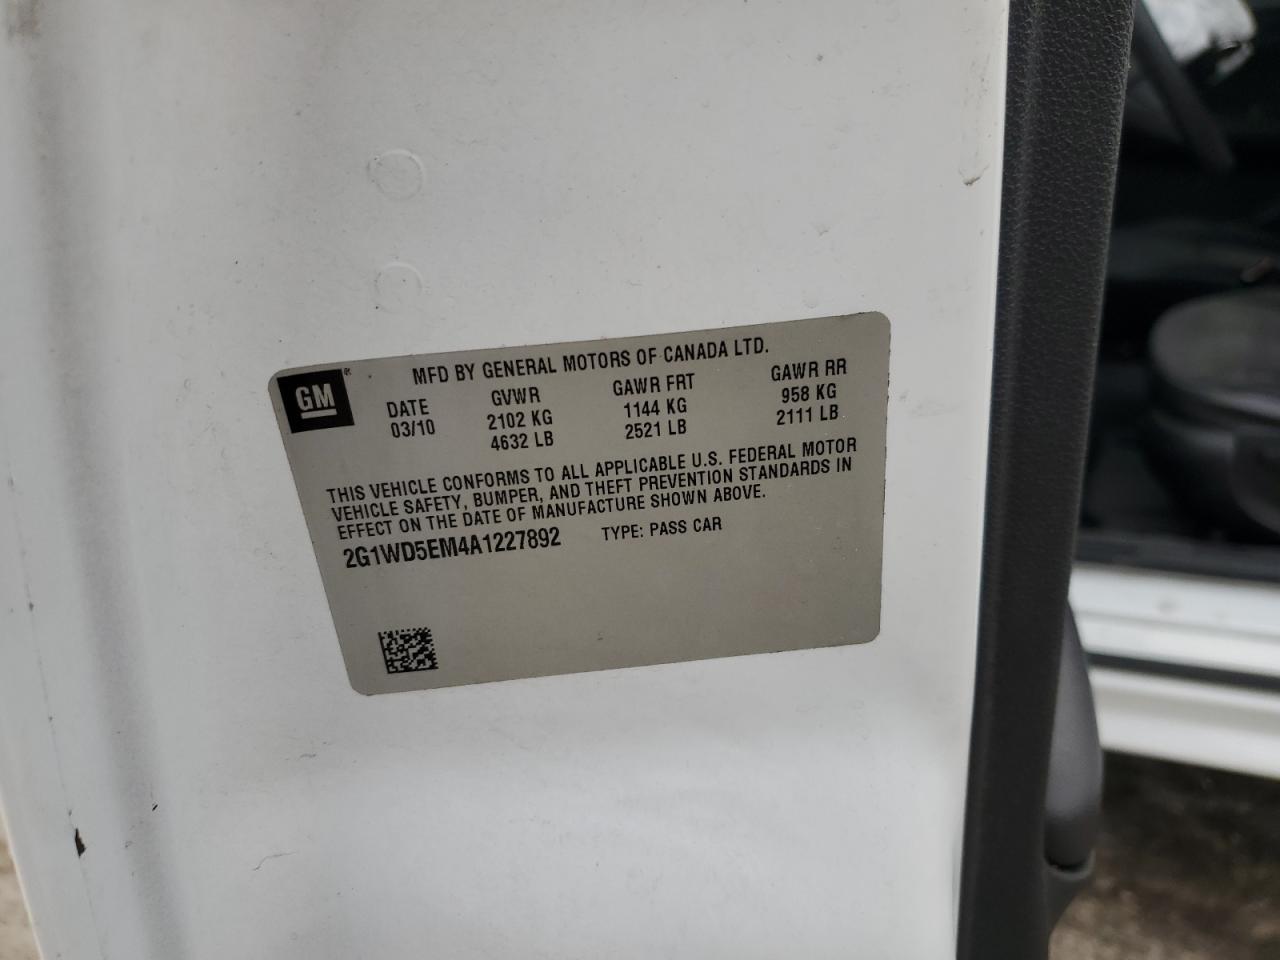 GM
MFD BY GENERAL MOTORS OF CANADA LTD.
DATE GVWR GAWR FRT GAWR RR
03/10 2102 KG 1144 KG 958 KG
4632 LB 2521 LB 2111 LB
THIS VEHICLE CONFORMS TO ALL APPLICABLE U.S. FEDERAL MOTOR
VEHICLE SAFETY, BUMPER, AND THEFT PREVENTION STANDARDS IN
EFFECT ON THE DATE OF MANUFACTURE SHOWN ABOVE.
2G1WD5EM4A1227892 TYPE: PASS CAR